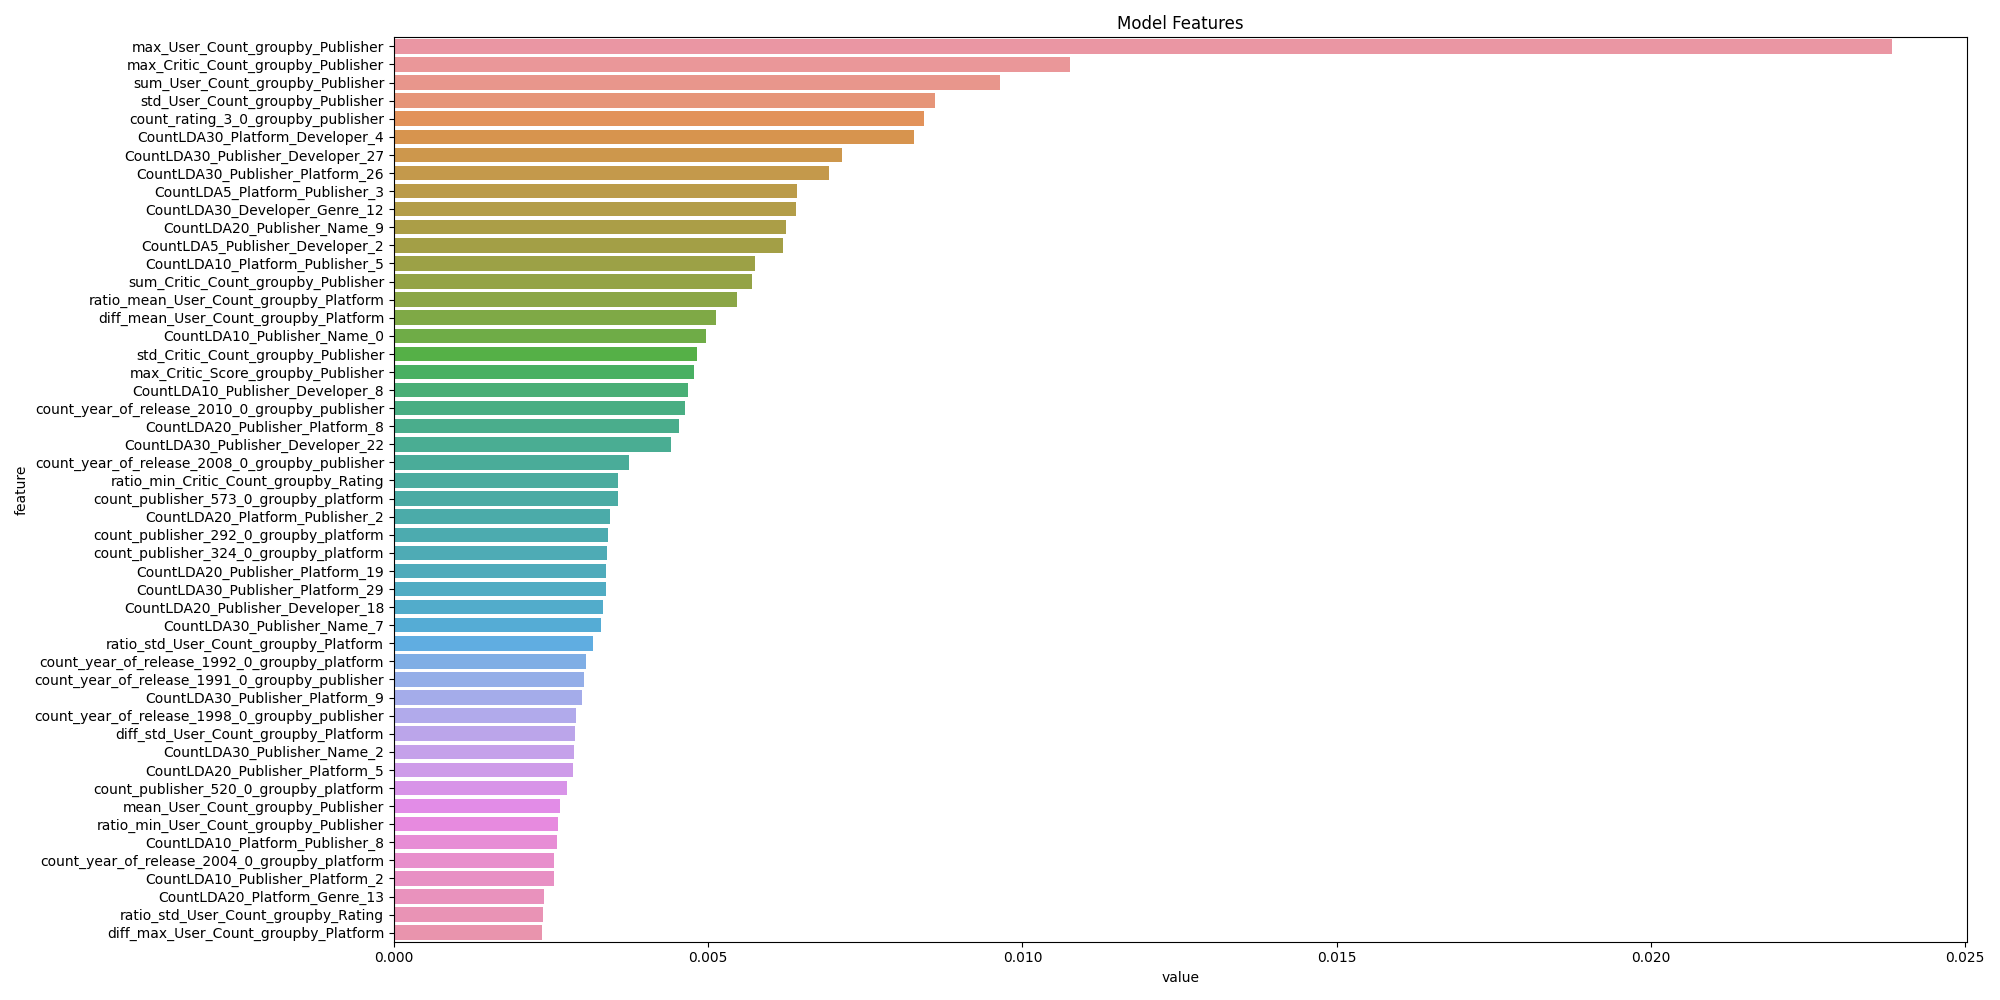 Model Features
max_User_Count_groupby_Publisher
max_Critic_Count_groupby_Publisher
sum_User_Count_groupby_Publisher
std_User_Count_groupby_Publisher
count_rating_3_0_groupby_publisher
CountLDA30_Platform_Developer_4
CountLDA30_Publisher_Developer_27
CountLDA30_Publisher_Platform_26
CountLDA5_Platform_Publisher_3
CountLDA30_Developer_Genre_12
CountLDA20_Publisher_Name_9
CountLDA5_Publisher_Developer_2
CountLDA10_Platform_Publisher_5
sum_Critic_Count_groupby_Publisher
ratio_mean_User_Count_groupby_Platform
diff_mean_User_Count_groupby_Platform
CountLDA10_Publisher_Name_0
std_Critic_Count_groupby_Publisher
max_Critic_Score_groupby_Publisher
CountLDA10_Publisher_Developer_8
count_year_of_release_2010_0_groupby_publisher
CountLDA20_Publisher_Platform_8
CountLDA30_Publisher_Developer_22
count_year_of_release_2008_0_groupby_publisher
ratio_min_Critic_Count_groupby_Rating
count_publisher_573_0_groupby_platform
CountLDA20_Platform_Publisher_2
count_publisher_292_0_groupby_platform
count_publisher_324_0_groupby_platform
CountLDA20_Publisher_Platform_19
CountLDA30_Publisher_Platform_29
CountLDA20_Publisher_Developer_18
CountLDA30_Publisher_Name_7
ratio_std_User_Count_groupby_Platform
count_year_of_release_1992_0_groupby_platform
count_year_of_release_1991_0_groupby_publisher
CountLDA30_Publisher_Platform_9
count_year_of_release_1998_0_groupby_publisher
diff_std_User_Count_groupby_Platform
CountLDA30_Publisher_Name_2
CountLDA20_Publisher_Platform_5
count_publisher_520_0_groupby_platform
mean_User_Count_groupby_Publisher
ratio_min_User_Count_groupby_Publisher
CountLDA10_Platform_Publisher_8
count_year_of_release_2004_0_groupby_platform
CountLDA10_Publisher_Platform_2
CountLDA20_Platform_Genre_13
ratio_std_User_Count_groupby_Rating
diff_max_User_Count_groupby_Platform
feature
0.000 0.005 0.010 0.015 0.020 0.025
value